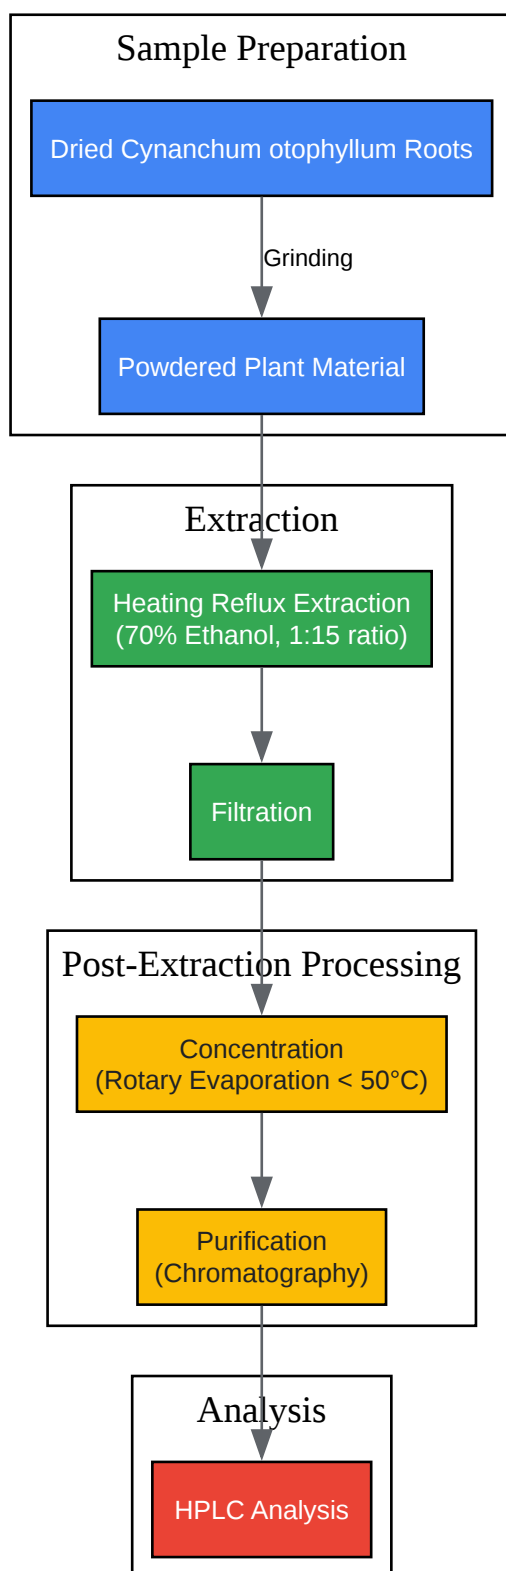 Sample Preparation
Dried Cynanchum otophyllum Roots
Grinding
Powdered Plant Material
Extraction
Heating Reflux Extraction
(70% Ethanol, 1:15 ratio)
Filtration
Post-Extraction Processing
Concentration
(Rotary Evaporation < 50°C)
Purification
(Chromatography)
Analysis
HPLC Analysis